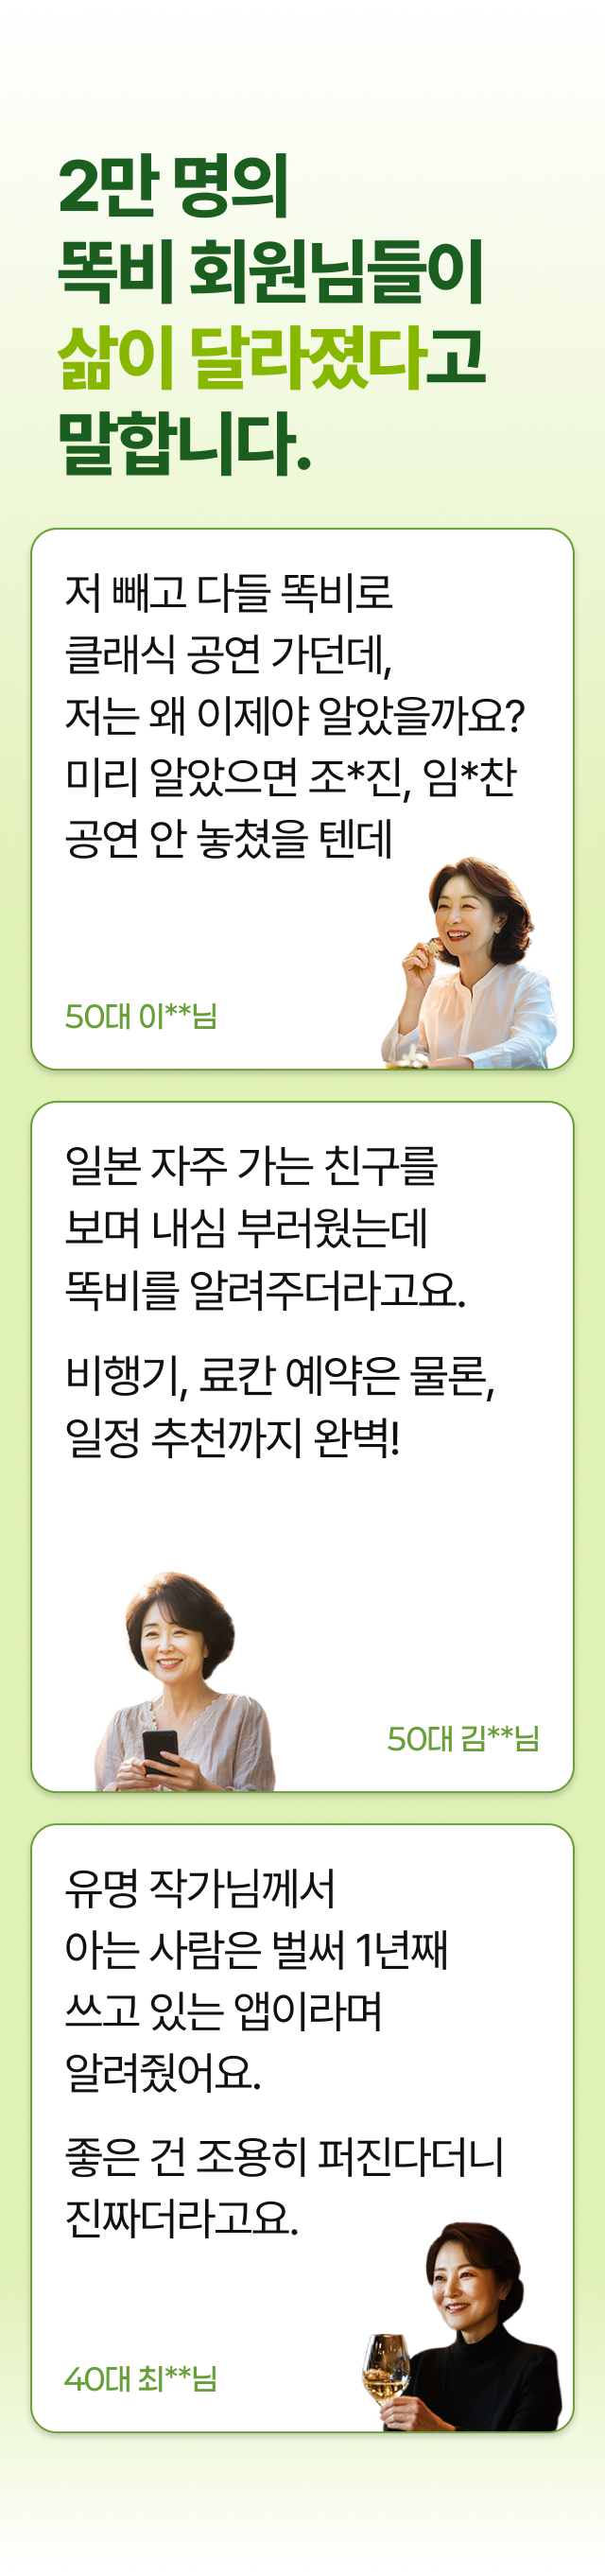 2만 명의
똑비 회원님들이
삶이 달라졌다고
말합니다.
저 빼고 다들 똑비로
클래식 공연 가던데,
저는 왜 이제야 알았을까요?
미리 알았으면 조*진, 임*찬
공연 안 놓쳤을 텐데
50대 이**님
일본 자주 가는 친구를
보며 내심 부러웠는데
똑비를 알려주더라고요.
비행기, 료칸 예약은 물론,
일정 추천까지 완벽!
50대 김**님
유명 작가님께서
아는 사람은 벌써 1년째
쓰고 있는 앱이라며
알려줬어요.
좋은 건 조용히 퍼진다더니
진짜더라고요.
40대 최**님